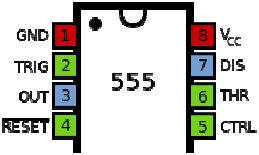 GND 1 8 VCC
TRIG 2 7 DIS
555
OUT 3 6 THR
RESET 4 5 CTRL